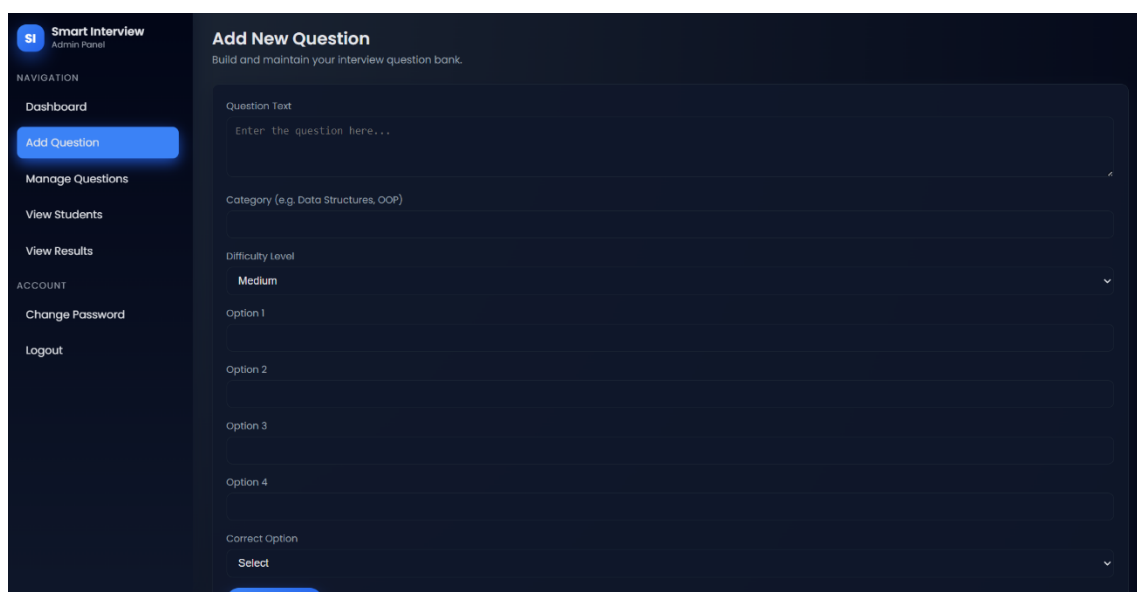 SI
Smart Interview
Admin Panel
NAVIGATION
Dashboard
Add Question
Manage Questions
View Students
View Results
ACCOUNT
Change Password
Logout
Add New Question
Build and maintain your interview question bank.
Question Text
Enter the question here...
Category (e.g. Data Structures, OOP)
Difficulty Level
Medium
Option 1
Option 2
Option 3
Option 4
Correct Option
Select